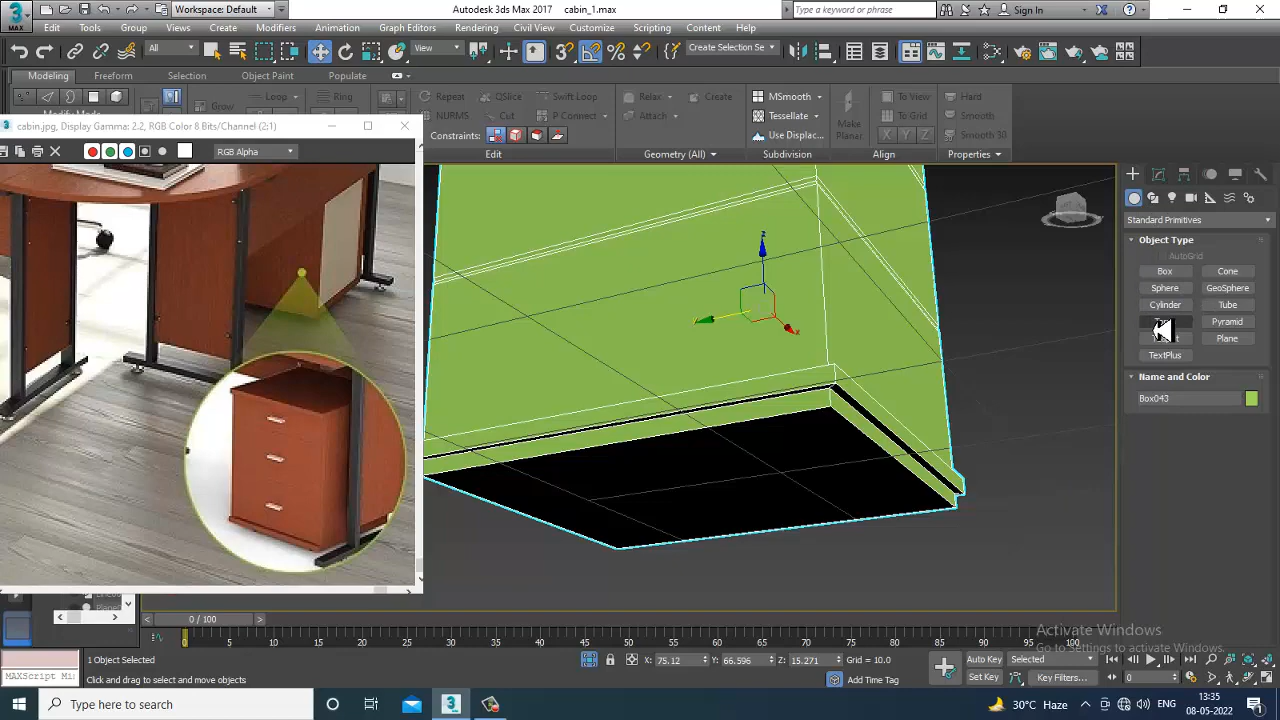 Workspace: Default
Autodesk 3ds Max 2017 cabin_1.max
Type a keyword or phrase
Sign In
MAX
Edit Tools Group Views Create Modifiers Animation Graph Editors Rendering Civil View Customize Scripting Content Help
All
View
Create Selection Se
Modeling Freeform Selection Object Paint Populate
Loop Ring Repeat QSlice Swift Loop Relax Create MSmooth To View Hard
Grow
NURMS Cut P Connect Attach Tessellate Make Planar To Grid Smooth
Constraints: Use Displac... X Y Z Smooth 30
Edit Geometry (All) Subdivision Align Properties
cabin.jpg, Display Gamma: 2.2, RGB Color 8 Bits/Channel (2:1)
RGB Alpha
z
x
Standard Primitives
Object Type
AutoGrid
Box Cone
Sphere GeoSphere
Cylinder Tube
Pyramid
Plane
TextPlus
Name and Color
Box043
0 / 100
0 5 10 15 20 25 30 35 40 45 50 55 60 65 70 75 80 85 90 95 100
Activate Windows
Go to Settings to activate Windows.
1 Object Selected
X: 75.12 Y: 66.596 Z: 15.271 Grid = 10.0
Auto Key Selected
MAXScript Mi
Click and drag to select and move objects
Add Time Tag
Set Key Key Filters...
0
Type here to search
30°C Haze
ENG
13:35
08-05-2022